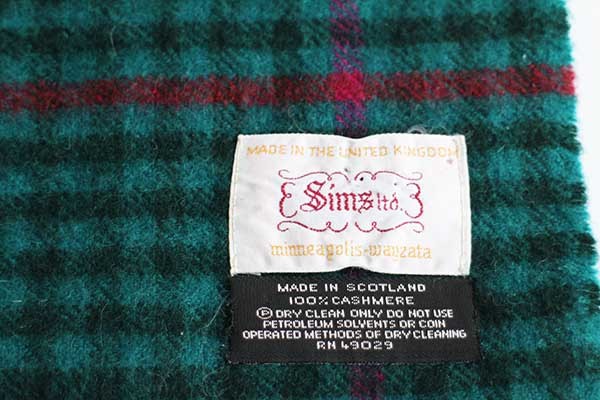 MADE IN THE UNITED KINGDOM
Sims ltd.
minneapolis-wayzata
MADE IN SCOTLAND
100% CASHMERE
Ⓟ DRY CLEAN ONLY DO NOT USE
PETROLEUM SOLVENTS OR COIN
OPERATED METHODS OF DRY CLEANING
RN 49029